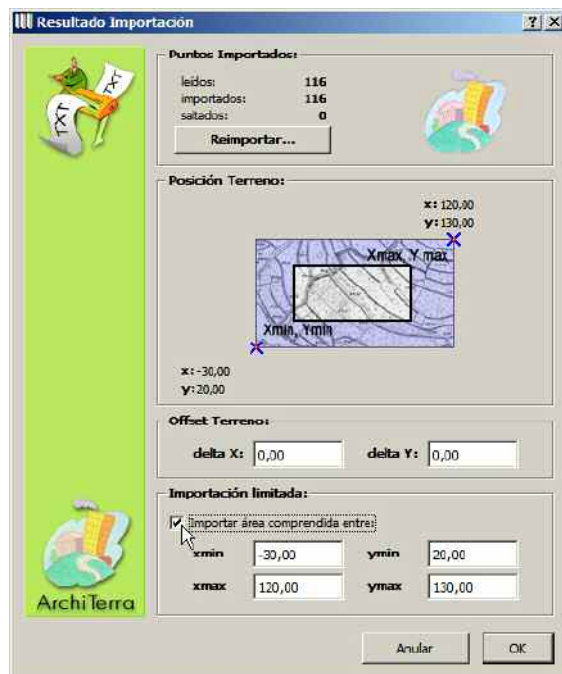 Resultado Importación
TXT
TXT
Puntos Importados:
leídos: 116
importados: 116
saltados: 0
Reimportar...
Posición Terreno:
x: 120,00
y: 130,00
Xmax, Y max
Xmin, Ymin
x: -30,00
y: 20,00
Offset Terreno:
delta X: 0,00 delta Y: 0,00
Importación limitada:
Importar área comprendida entre:
xmin -30,00 ymin 20,00
xmax 120,00 ymax 130,00
ArchiTerra
Anular OK